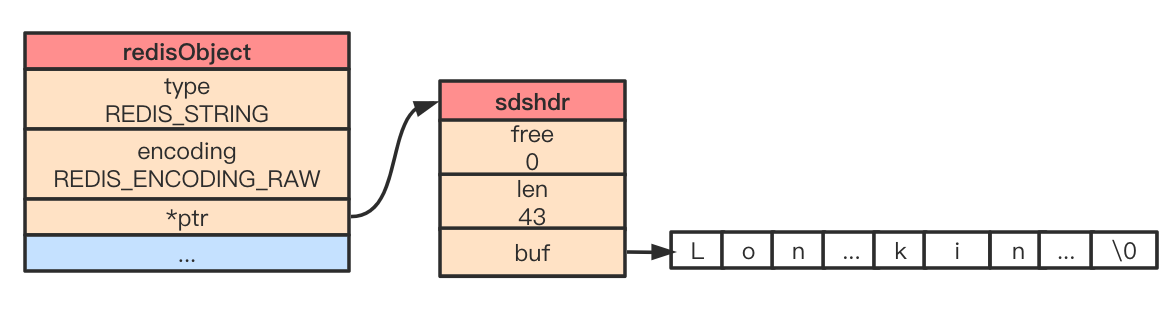 redisObject
type
REDIS_STRING
encoding
REDIS_ENCODING_RAW
*ptr
...
sdshdr
free
0
len
43
buf
L o n ... k i n ... \0